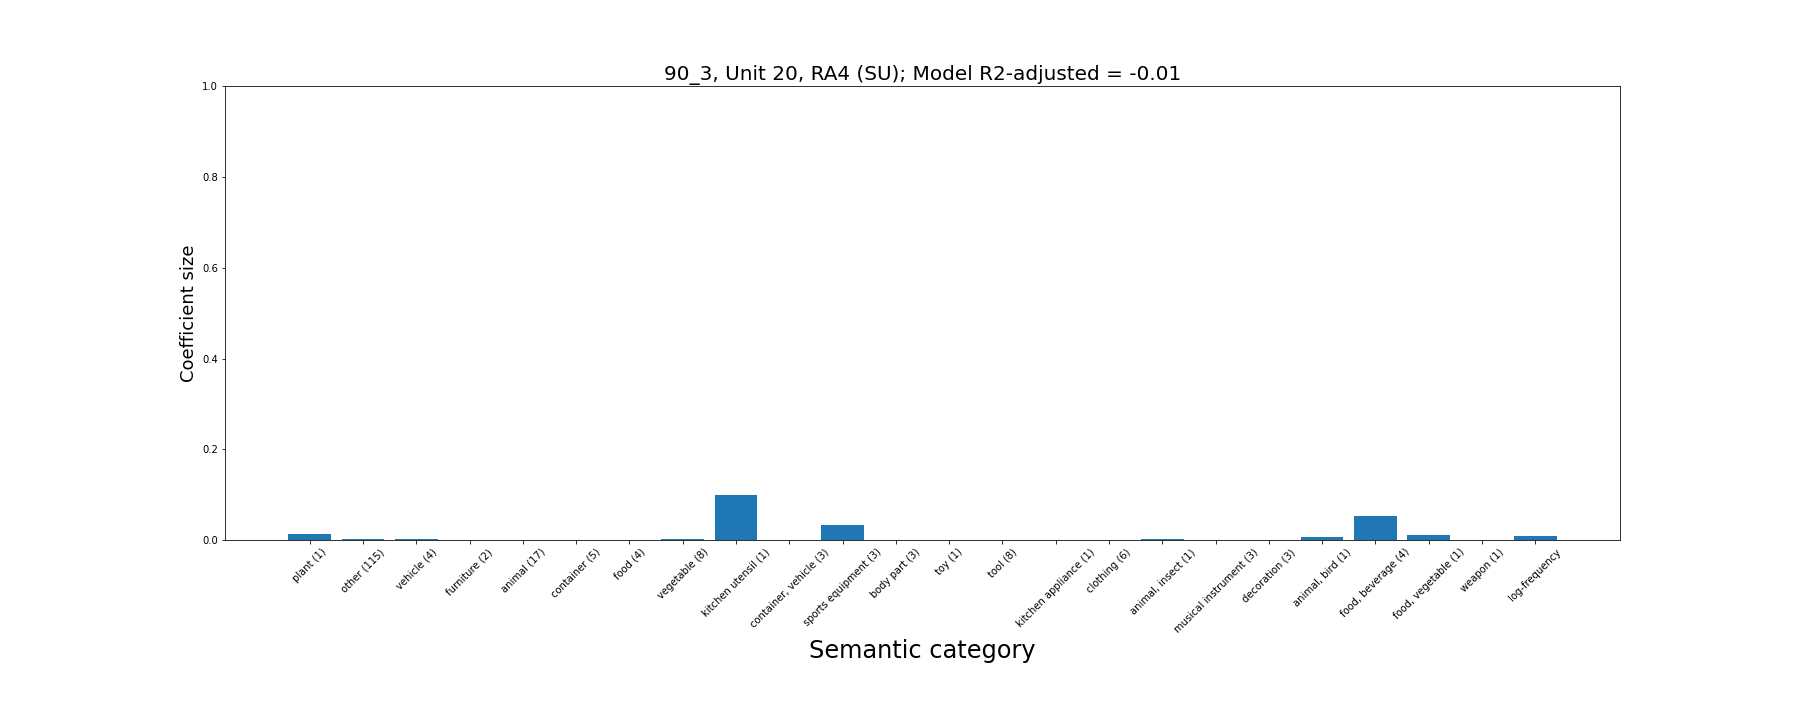 90_3, Unit 20, RA4 (SU); Model R2-adjusted = -0.01
1.0
0.8
0.6
0.4
0.2
0.0
Coefficient size
plant (1)
other (115)
vehicle (4)
furniture (2)
animal (17)
container (5)
food (4)
vegetable (8)
kitchen utensil (1)
container, vehicle (3)
sports equipment (3)
body part (3)
toy (1)
tool (8)
kitchen appliance (1)
clothing (6)
animal, insect (1)
musical instrument (3)
decoration (3)
animal, bird (1)
food, beverage (4)
food, vegetable (1)
weapon (1)
log-frequency
Semantic category